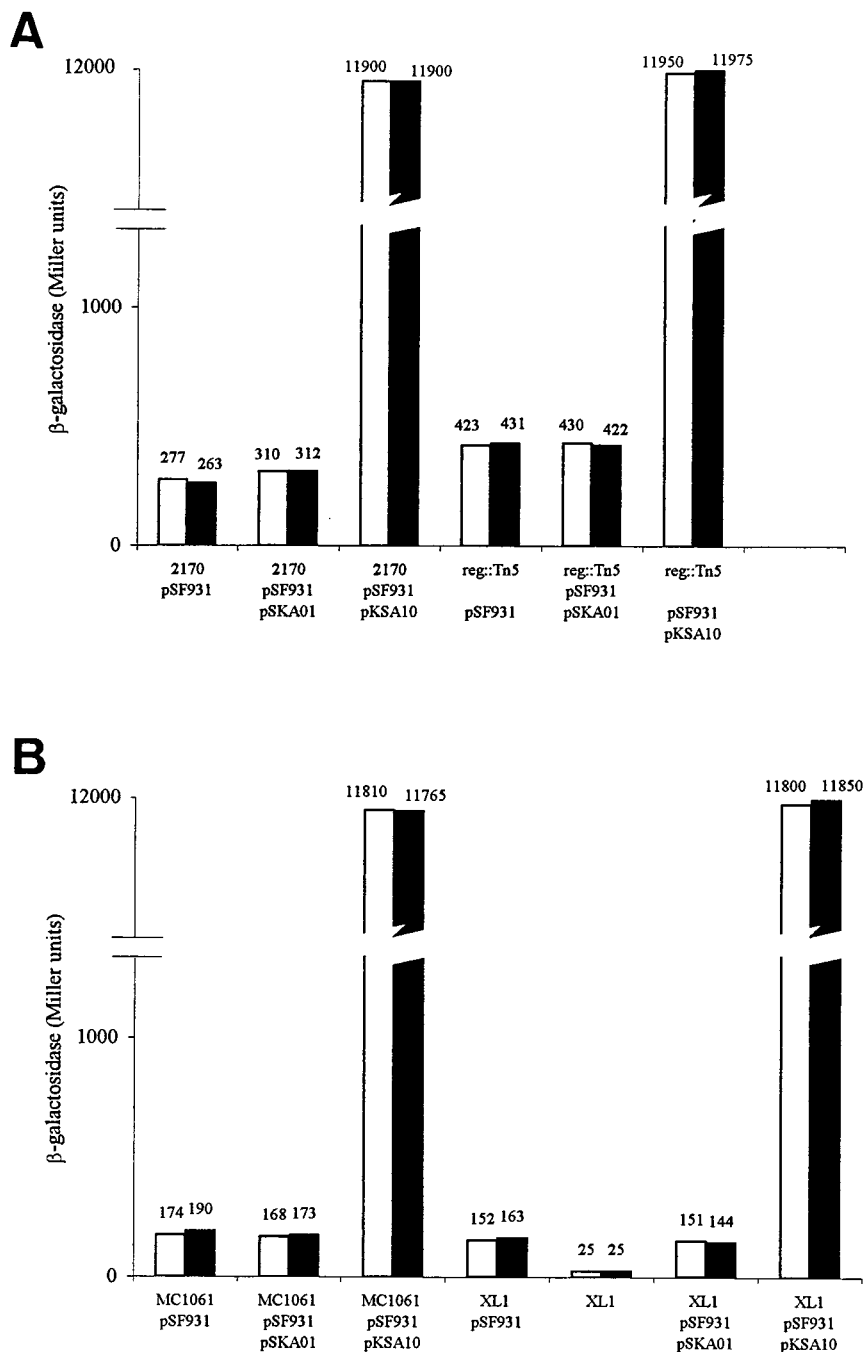 A
12000
11900 11900
11950 11975
β-galactosidase (Miller units)
1000
277 263
310 312
423 431
430 422
0
2170
pSF931
2170
pSF931
pSKA01
2170
pSF931
pKSA10
reg::Tn5
pSF931
reg::Tn5
pSF931
pSKA01
reg::Tn5
pSF931
pKSA10
B
12000
11810 11765
11800 11850
β-galactosidase (Miller units)
1000
174 190
168 173
152 163
25 25
151 144
0
MC1061
pSF931
MC1061
pSF931
pSKA01
MC1061
pSF931
pKSA10
XL1
pSF931
XL1
XL1
pSF931
pSKA01
XL1
pSF931
pKSA10